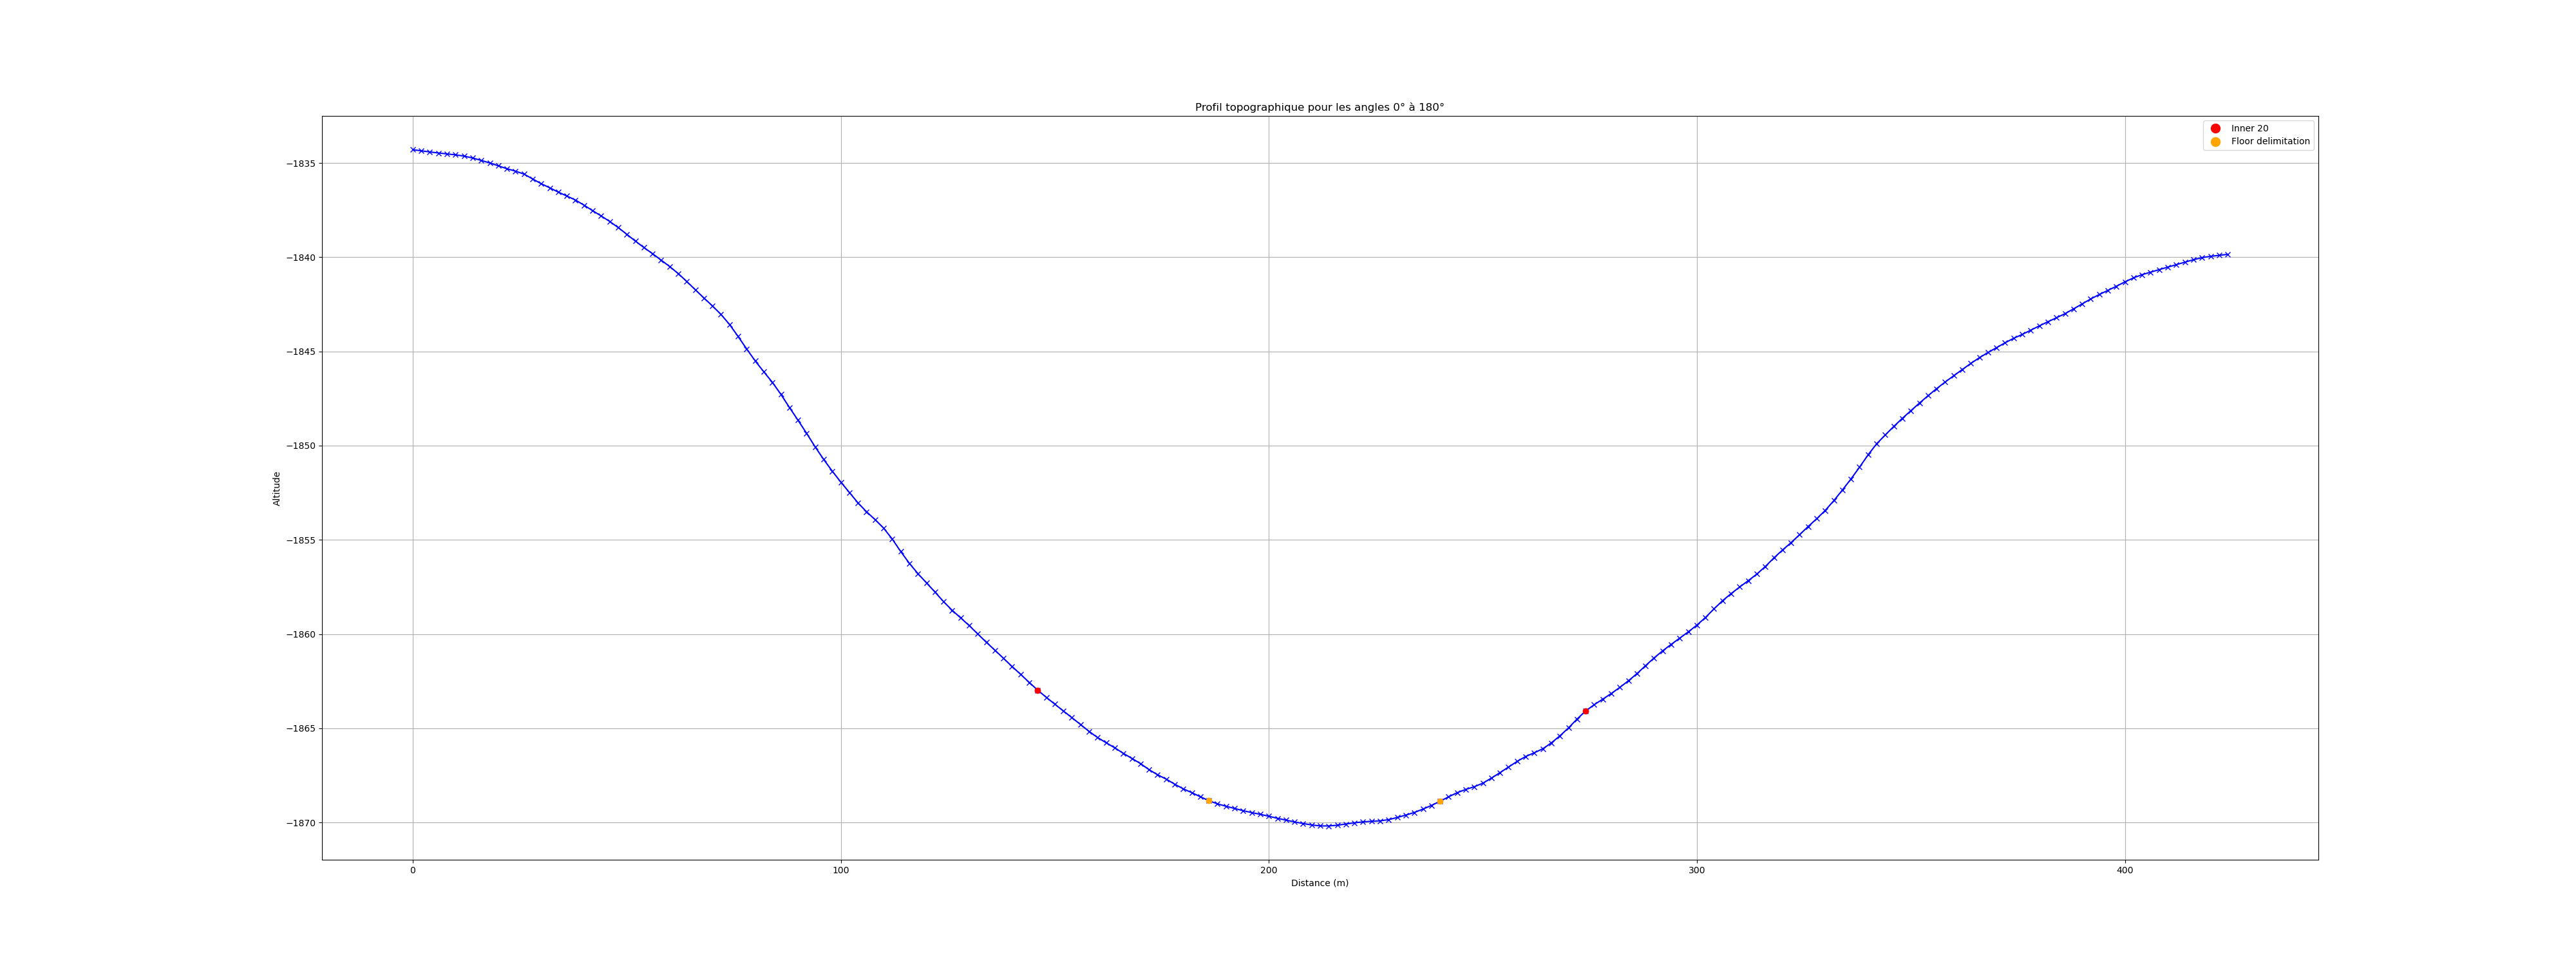 Profil topographique pour les angles 0° à 180°
Inner 20
Floor delimitation
−1835
−1840
−1845
−1850
−1855
−1860
−1865
−1870
Altitude
0
100
200
300
400
Distance (m)